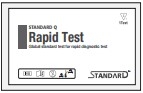 STANDARD Q
Rapid Test
Global standard test for rapid diagnostic test
STANDARD